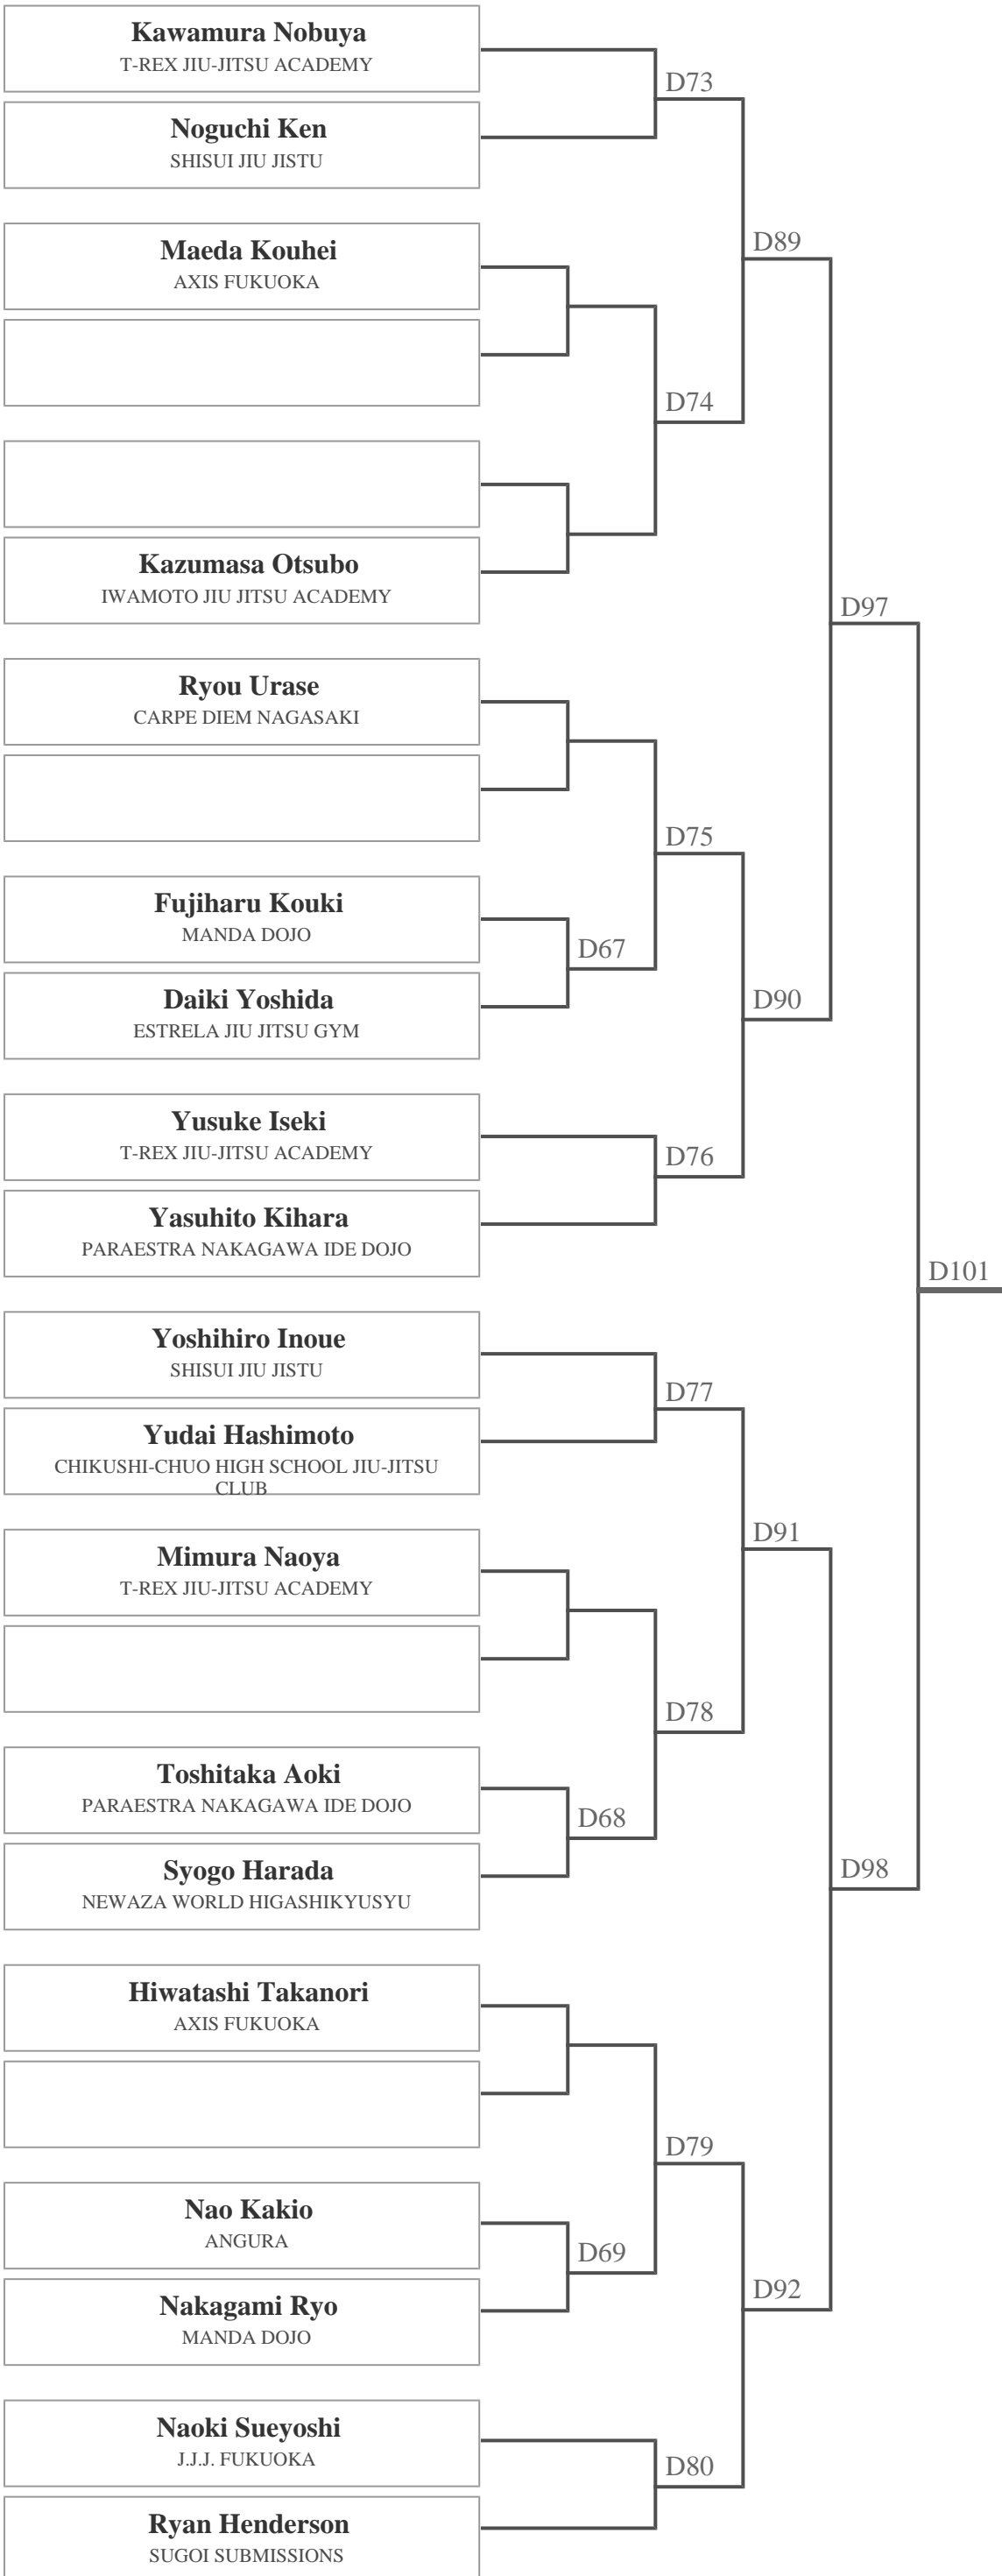 Kawamura Nobuya
T-REX JIU-JITSU ACADEMY
D73
Noguchi Ken
SHISUI JIU JISTU
D89
Maeda Kouhei
AXIS FUKUOKA
D74
Kazumasa Otsubo
IWAMOTO JIU JITSU ACADEMY
D97
Ryou Urase
CARPE DIEM NAGASAKI
D75
Fujiharu Kouki
MANDA DOJO
D67
Daiki Yoshida
ESTRELA JIU JITSU GYM
D90
Yusuke Iseki
T-REX JIU-JITSU ACADEMY
D76
Yasuhito Kihara
PARAESTRA NAKAGAWA IDE DOJO
D101
Yoshihiro Inoue
SHISUI JIU JISTU
D77
Yudai Hashimoto
CHIKUSHI-CHUO HIGH SCHOOL JIU-JITSU
CLUB
D91
Mimura Naoya
T-REX JIU-JITSU ACADEMY
D78
Toshitaka Aoki
PARAESTRA NAKAGAWA IDE DOJO
D68
Syogo Harada
NEWAZA WORLD HIGASHIKYUSYU
D98
Hiwatashi Takanori
AXIS FUKUOKA
D79
Nao Kakio
ANGURA
D69
Nakagami Ryo
MANDA DOJO
D92
Naoki Sueyoshi
J.J.J. FUKUOKA
D80
Ryan Henderson
SUGOI SUBMISSIONS